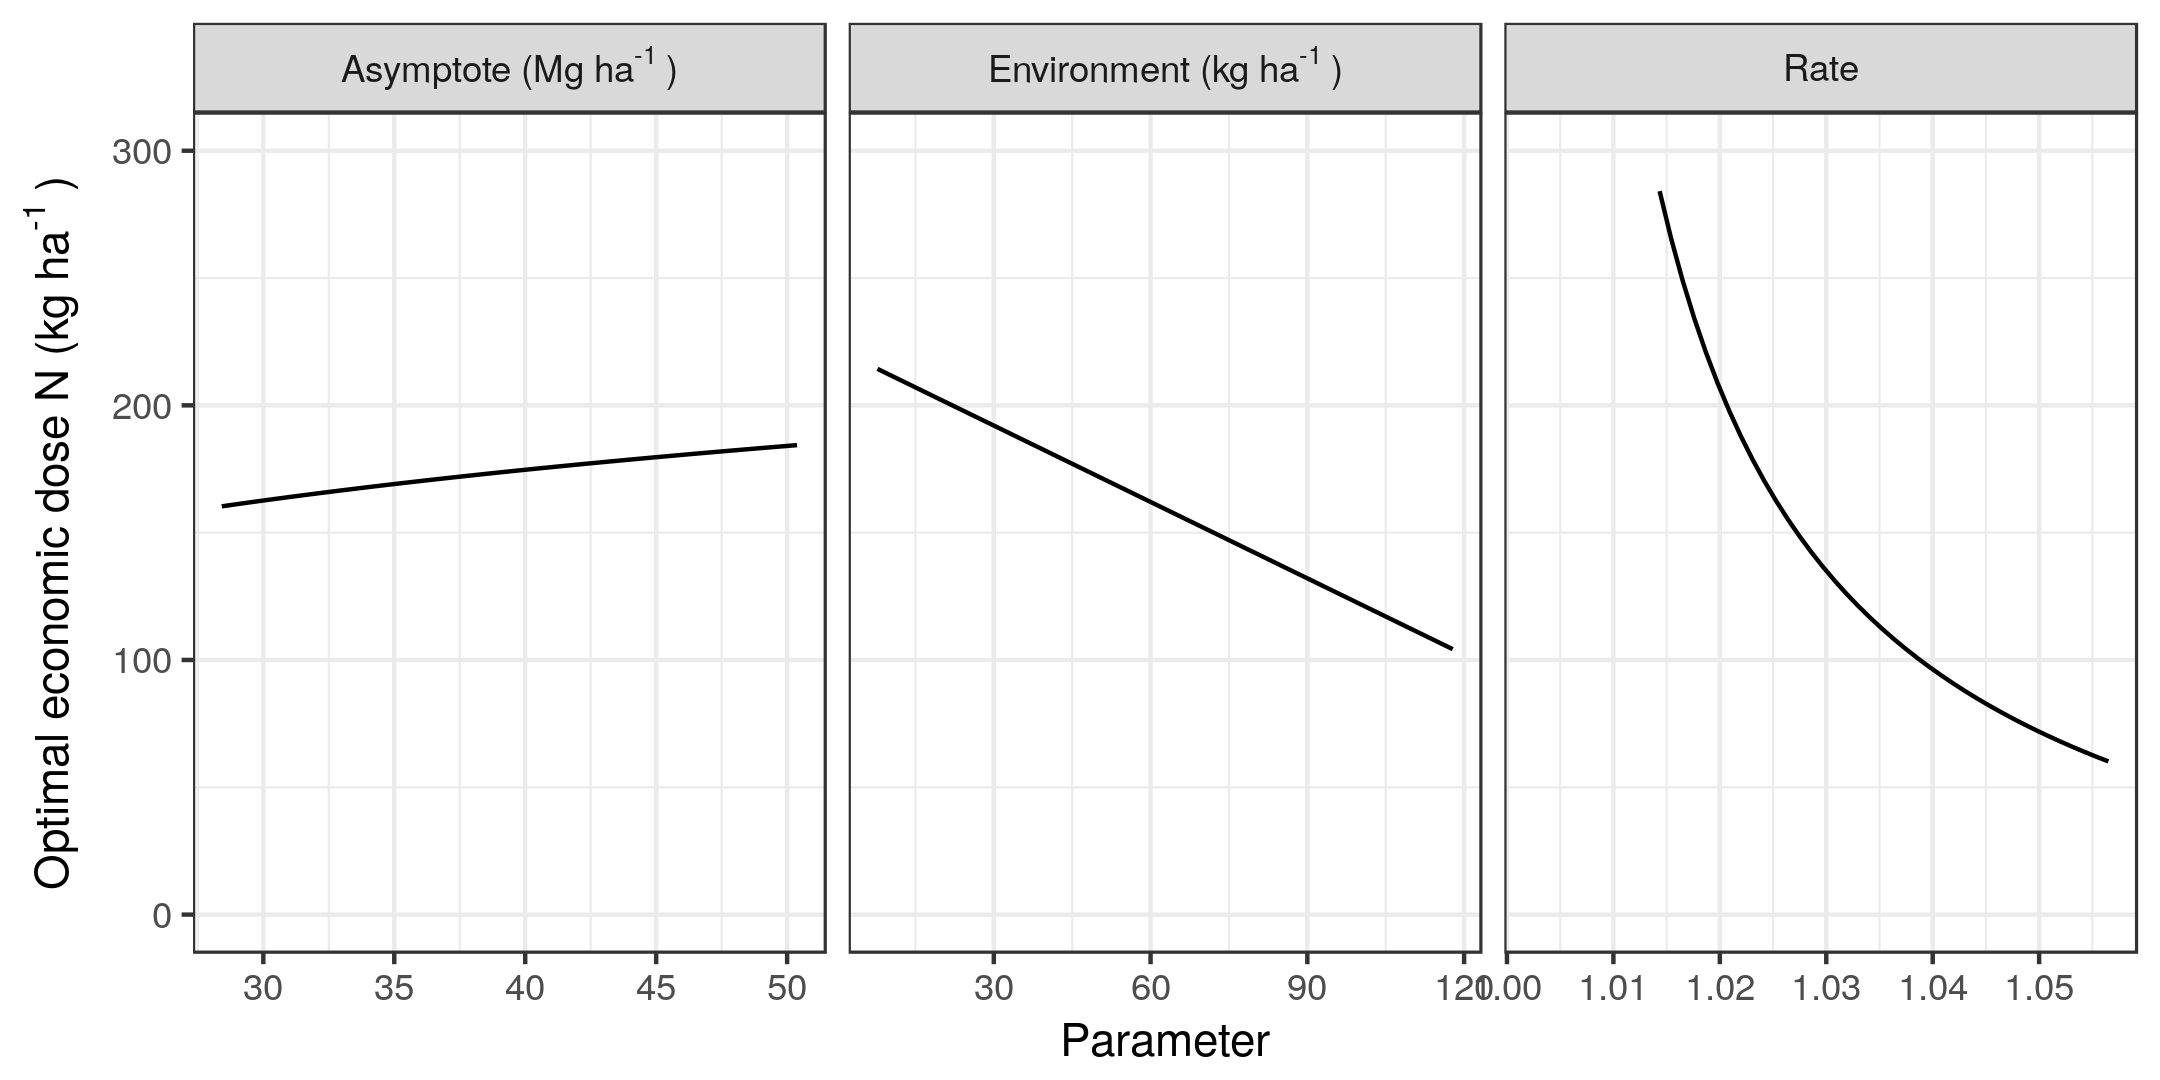 Asymptote (Mg ha-1 )
Environment (kg ha-1 )
Rate
Optimal economic dose N (kg ha-1 )
300
200
100
0
30 35 40 45 50
30 60 90 120
1.00 1.01 1.02 1.03 1.04 1.05
Parameter